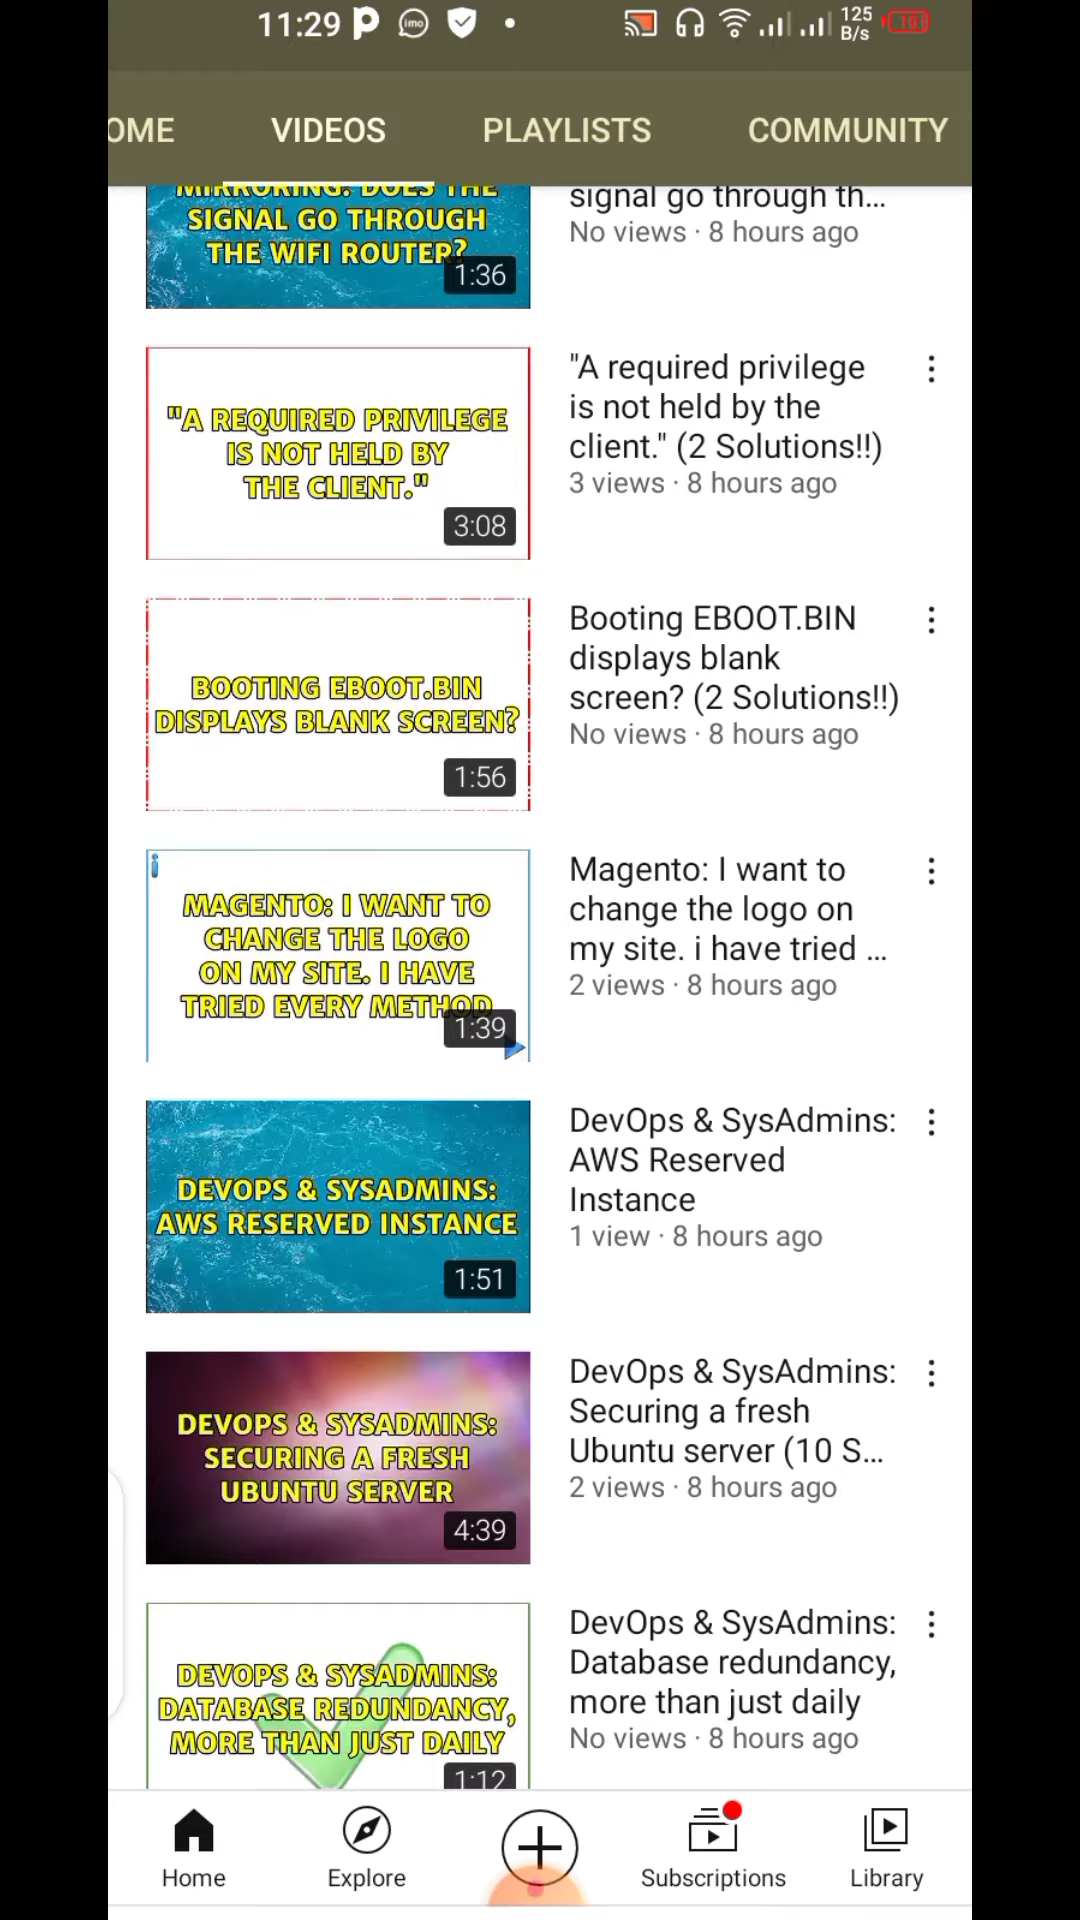 11:29
imo
125
B/s
10
OME
VIDEOS
PLAYLISTS
COMMUNITY
MIRRORING: DOES THE
SIGNAL GO THROUGH
THE WIFI ROUTER?
1:36
signal go through th...
No views · 8 hours ago
"A REQUIRED PRIVILEGE
IS NOT HELD BY
THE CLIENT."
3:08
"A required privilege
is not held by the
client." (2 Solutions!!)
3 views · 8 hours ago
BOOTING EBOOT.BIN
DISPLAYS BLANK SCREEN?
1:56
Booting EBOOT.BIN
displays blank
screen? (2 Solutions!!)
No views · 8 hours ago
MAGENTO: I WANT TO
CHANGE THE LOGO
ON MY SITE. I HAVE
TRIED EVERY METHOD
1:39
Magento: I want to
change the logo on
my site. i have tried ...
2 views · 8 hours ago
DEVOPS & SYSADMINS:
AWS RESERVED INSTANCE
1:51
DevOps & SysAdmins:
AWS Reserved
Instance
1 view · 8 hours ago
DEVOPS & SYSADMINS:
SECURING A FRESH
UBUNTU SERVER
4:39
DevOps & SysAdmins:
Securing a fresh
Ubuntu server (10 S...
2 views · 8 hours ago
DEVOPS & SYSADMINS:
DATABASE REDUNDANCY,
MORE THAN JUST DAILY
1:12
DevOps & SysAdmins:
Database redundancy,
more than just daily
No views · 8 hours ago
Home
Explore
Subscriptions
Library